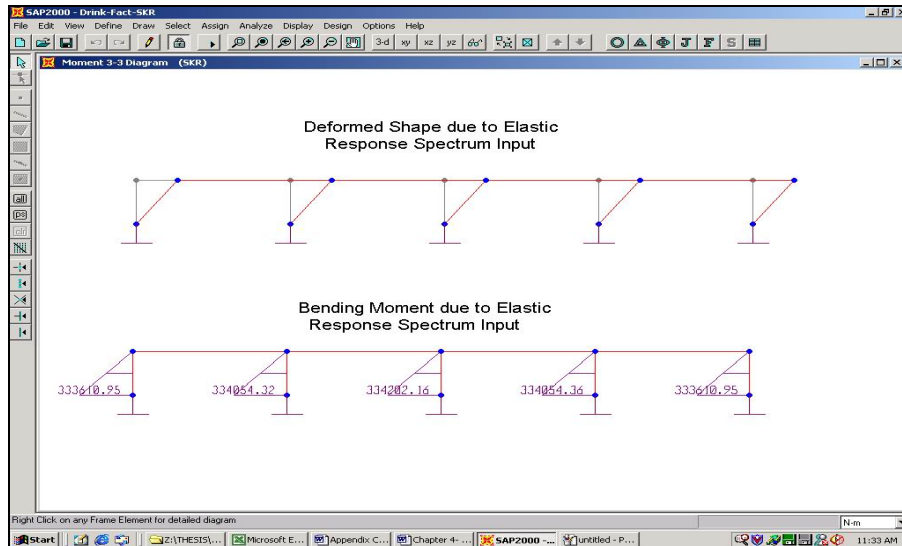 SAP2000 - Drink-Fact-SKR
File Edit View Define Draw Select Assign Analyze Display Design Options Help
3-d xy xz yz
J F S
Moment 3-3 Diagram (SKR)
all
ps
clr
Deformed Shape due to Elastic
Response Spectrum Input
Bending Moment due to Elastic
Response Spectrum Input
333610.95 334054.32 334202.16 334054.36 333610.95
Right Click on any Frame Element for detailed diagram
N-m
Start Z:\THESIS\... Microsoft E... Appendix C... Chapter 4- ... SAP2000 -... untitled - P... 11:33 AM